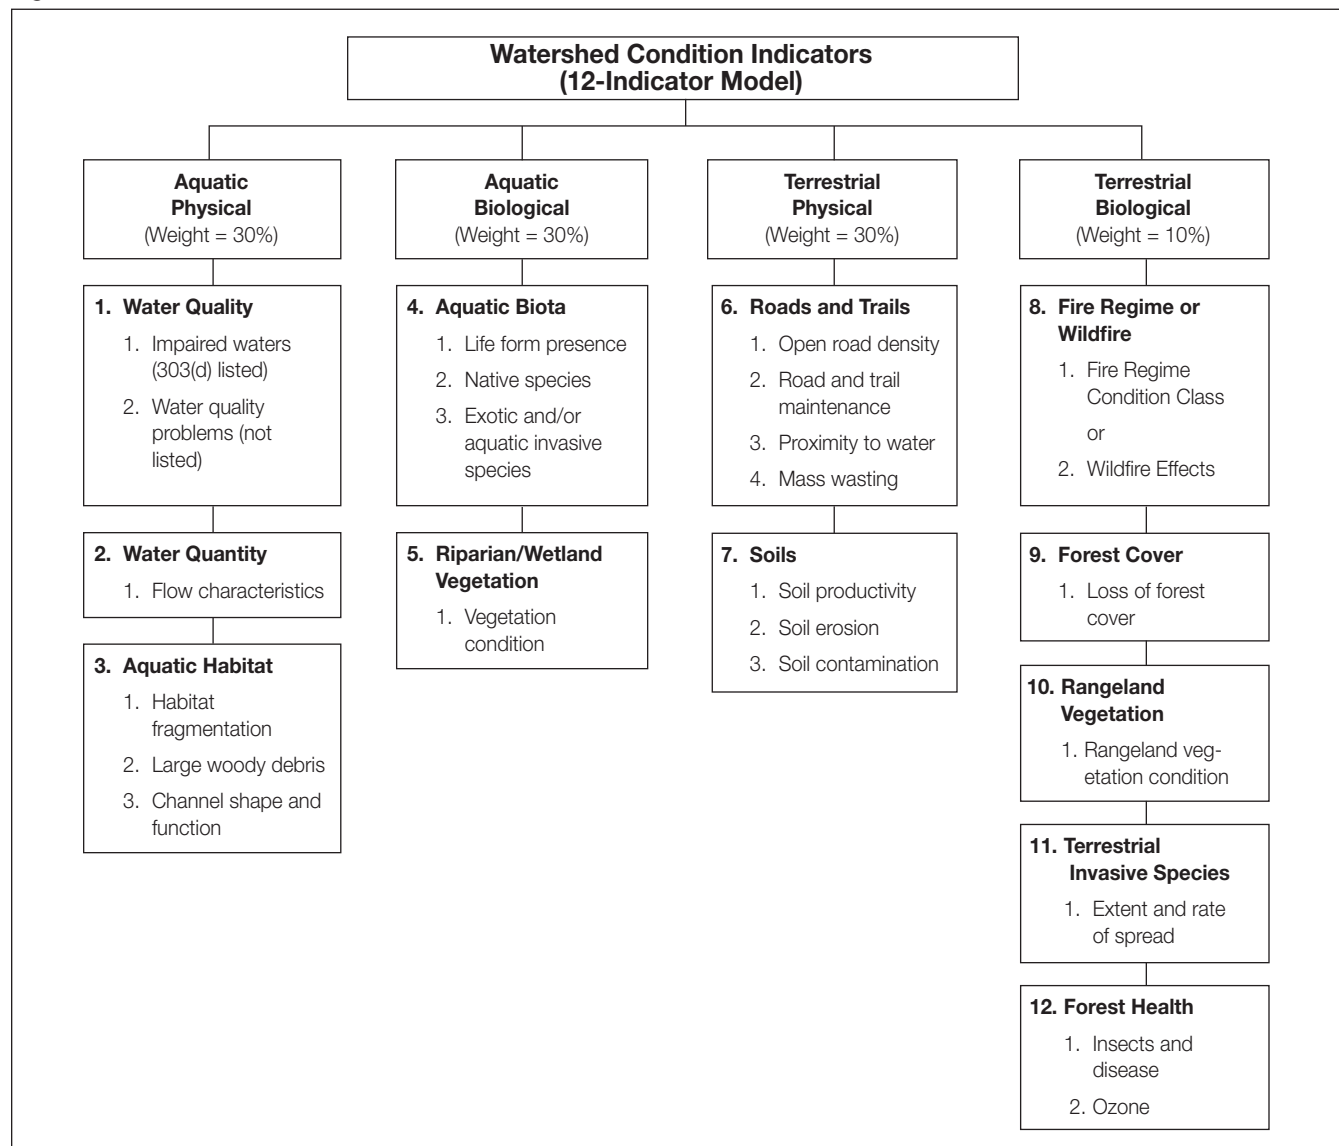 Watershed Condition Indicators
(12-Indicator Model)
Aquatic
Physical
(Weight = 30%)
1. Water Quality
1. Impaired waters
(303(d) listed)
2. Water quality
problems (not
listed)
2. Water Quantity
1. Flow characteristics
3. Aquatic Habitat
1. Habitat
fragmentation
2. Large woody debris
3. Channel shape and
function
Aquatic
Biological
(Weight = 30%)
4. Aquatic Biota
1. Life form presence
2. Native species
3. Exotic and/or
aquatic invasive
species
5. Riparian/Wetland
Vegetation
1. Vegetation
condition
Terrestrial
Physical
(Weight = 30%)
6. Roads and Trails
1. Open road density
2. Road and trail
maintenance
3. Proximity to water
4. Mass wasting
7. Soils
1. Soil productivity
2. Soil erosion
3. Soil contamination
Terrestrial
Biological
(Weight = 10%)
8. Fire Regime or
Wildfire
1. Fire Regime
Condition Class
or
2. Wildfire Effects
9. Forest Cover
1. Loss of forest
cover
10. Rangeland
Vegetation
1. Rangeland veg-
etation condition
11. Terrestrial
Invasive Species
1. Extent and rate
of spread
12. Forest Health
1. Insects and
disease
2. Ozone